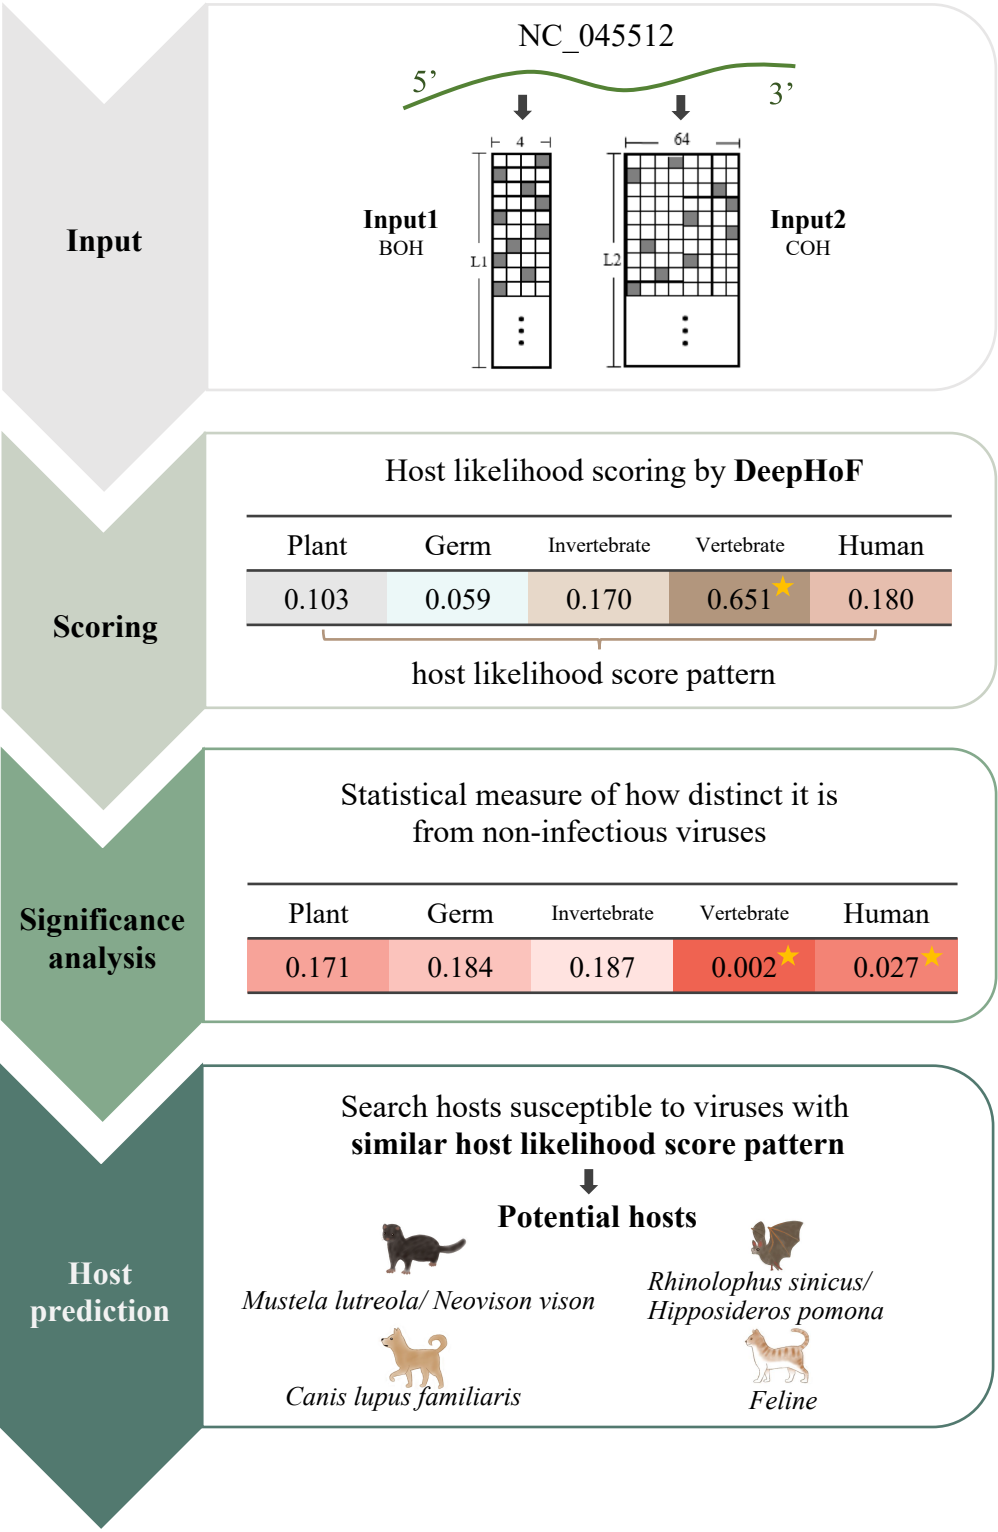 NC_045512
5’
3’
4
64
Input
Input1
BOH
L1
L2
Input2
COH
Host likelihood scoring by DeepHoF
Plant Germ Invertebrate Vertebrate Human
0.103 0.059 0.170 0.651 0.180
Scoring
host likelihood score pattern
Statistical measure of how distinct it is
from non-infectious viruses
Significance
analysis
Plant Germ Invertebrate Vertebrate Human
0.171 0.184 0.187 0.002 0.027
Search hosts susceptible to viruses with
similar host likelihood score pattern
Potential hosts
Host
prediction
Mustela lutreola/ Neovison vison
Rhinolophus sinicus/
Hipposideros pomona
Canis lupus familiaris
Feline